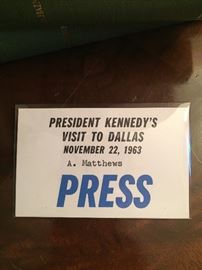 PRESIDENT KENNEDY'S
VISIT TO DALLAS
NOVEMBER 22, 1963
A. Matthews
PRESS